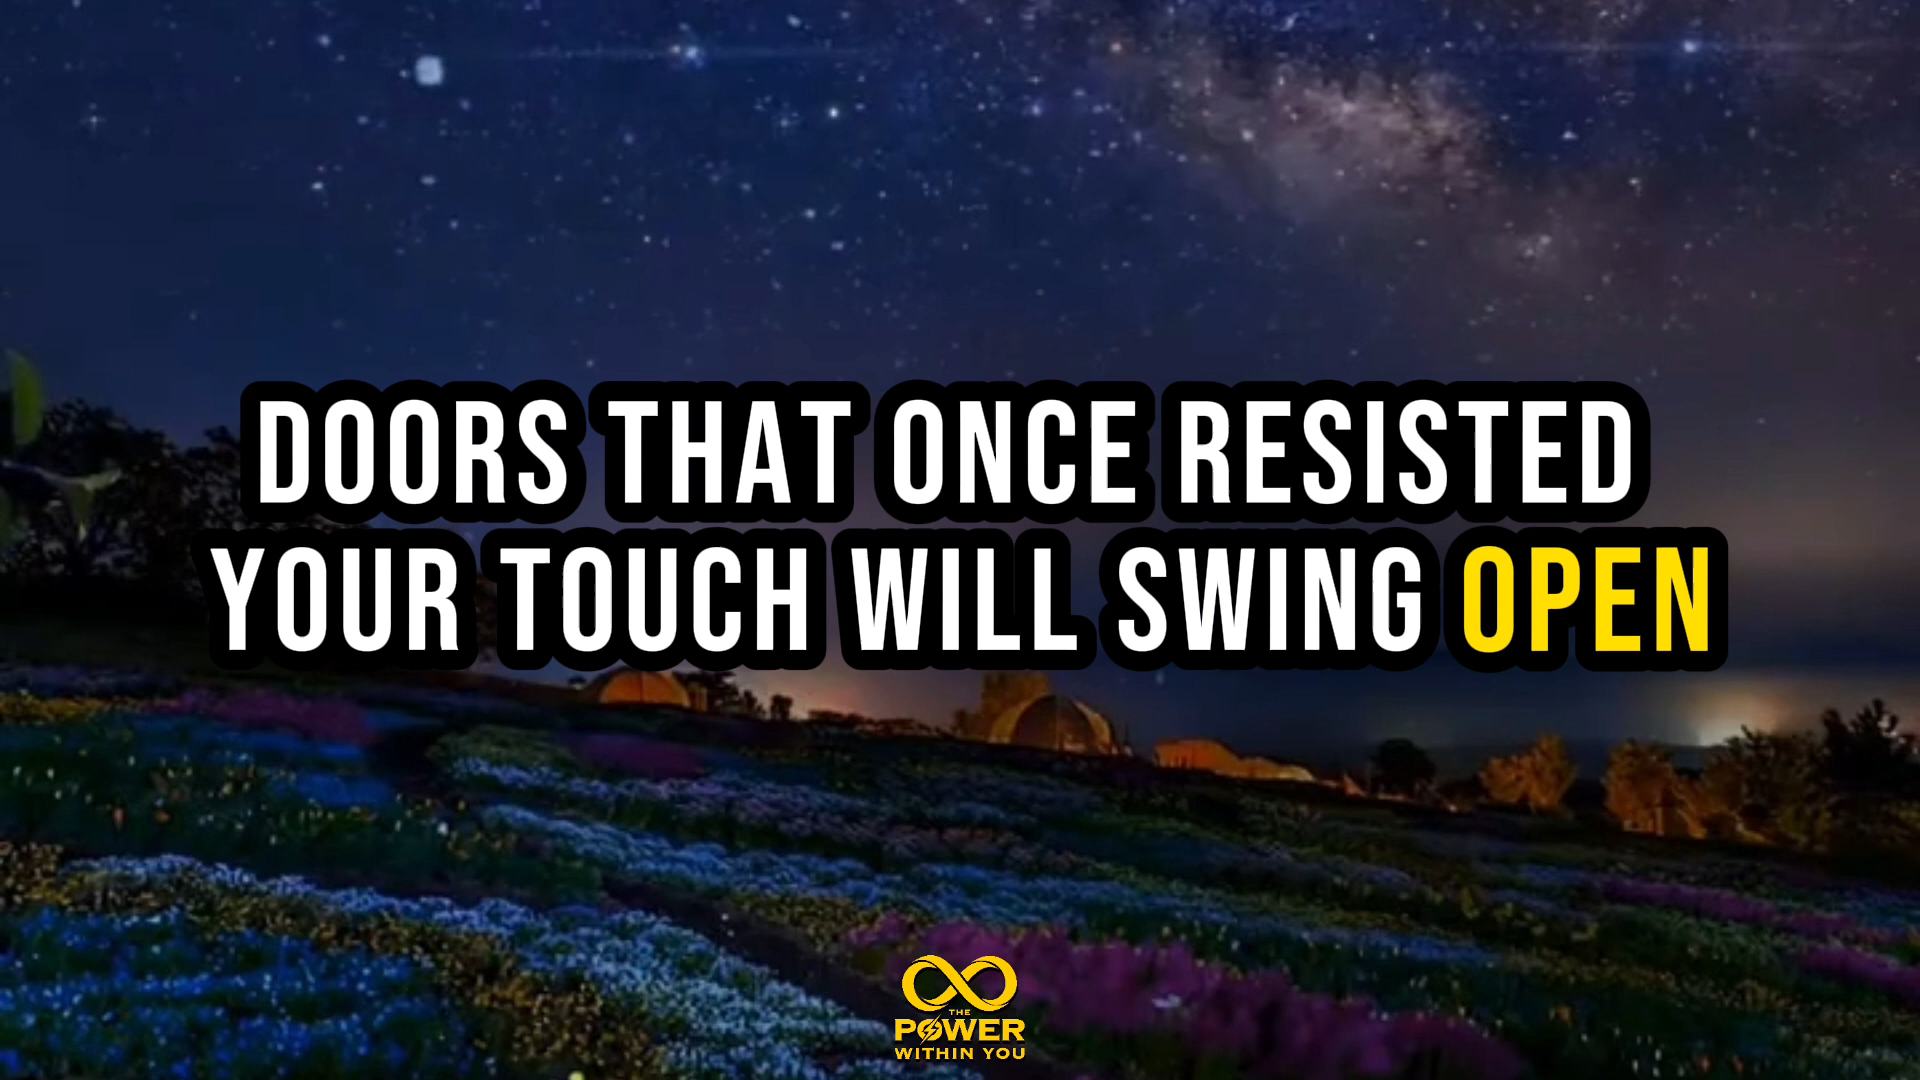 DOORS THAT ONCE RESISTED
YOUR TOUCH WILL SWING OPEN
THE
POWER
WITHIN YOU